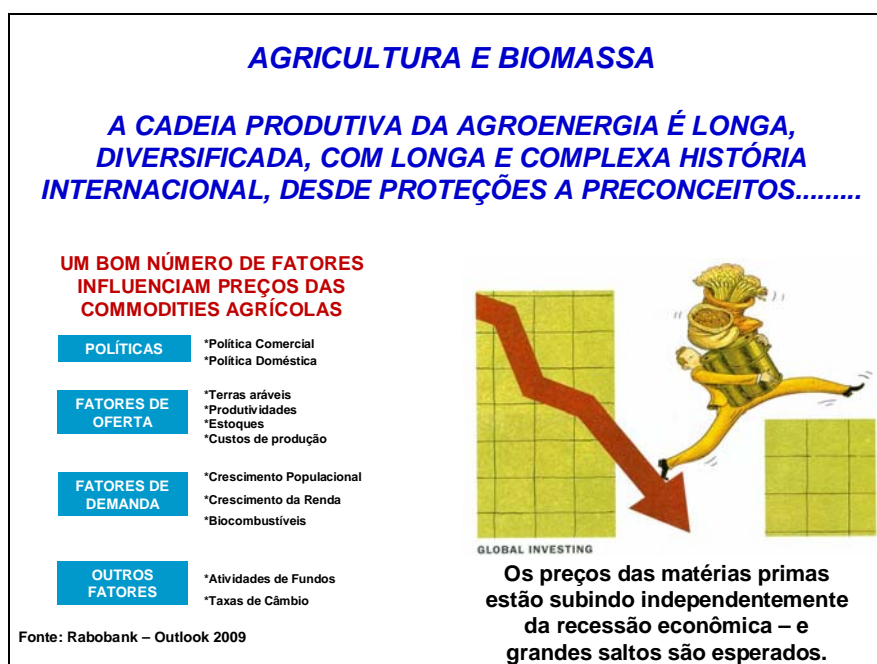 AGRICULTURA E BIOMASSA
A CADEIA PRODUTIVA DA AGROENERGIA É LONGA,
DIVERSIFICADA, COM LONGA E COMPLEXA HISTÓRIA
INTERNACIONAL, DESDE PROTEÇÕES A PRECONCEITOS.........
UM BOM NÚMERO DE FATORES
INFLUENCIAM PREÇOS DAS
COMMODITIES AGRÍCOLAS
POLÍTICAS
*Política Comercial
*Política Doméstica
FATORES DE
OFERTA
*Terras aráveis
*Produtividades
*Estoques
*Custos de produção
FATORES DE
DEMANDA
*Crescimento Populacional
*Crescimento da Renda
*Biocombustíveis
OUTROS
FATORES
*Atividades de Fundos
*Taxas de Câmbio
Fonte: Rabobank – Outlook 2009
GLOBAL INVESTING
Os preços das matérias primas
estão subindo independentemente
da recessão econômica – e
grandes saltos são esperados.